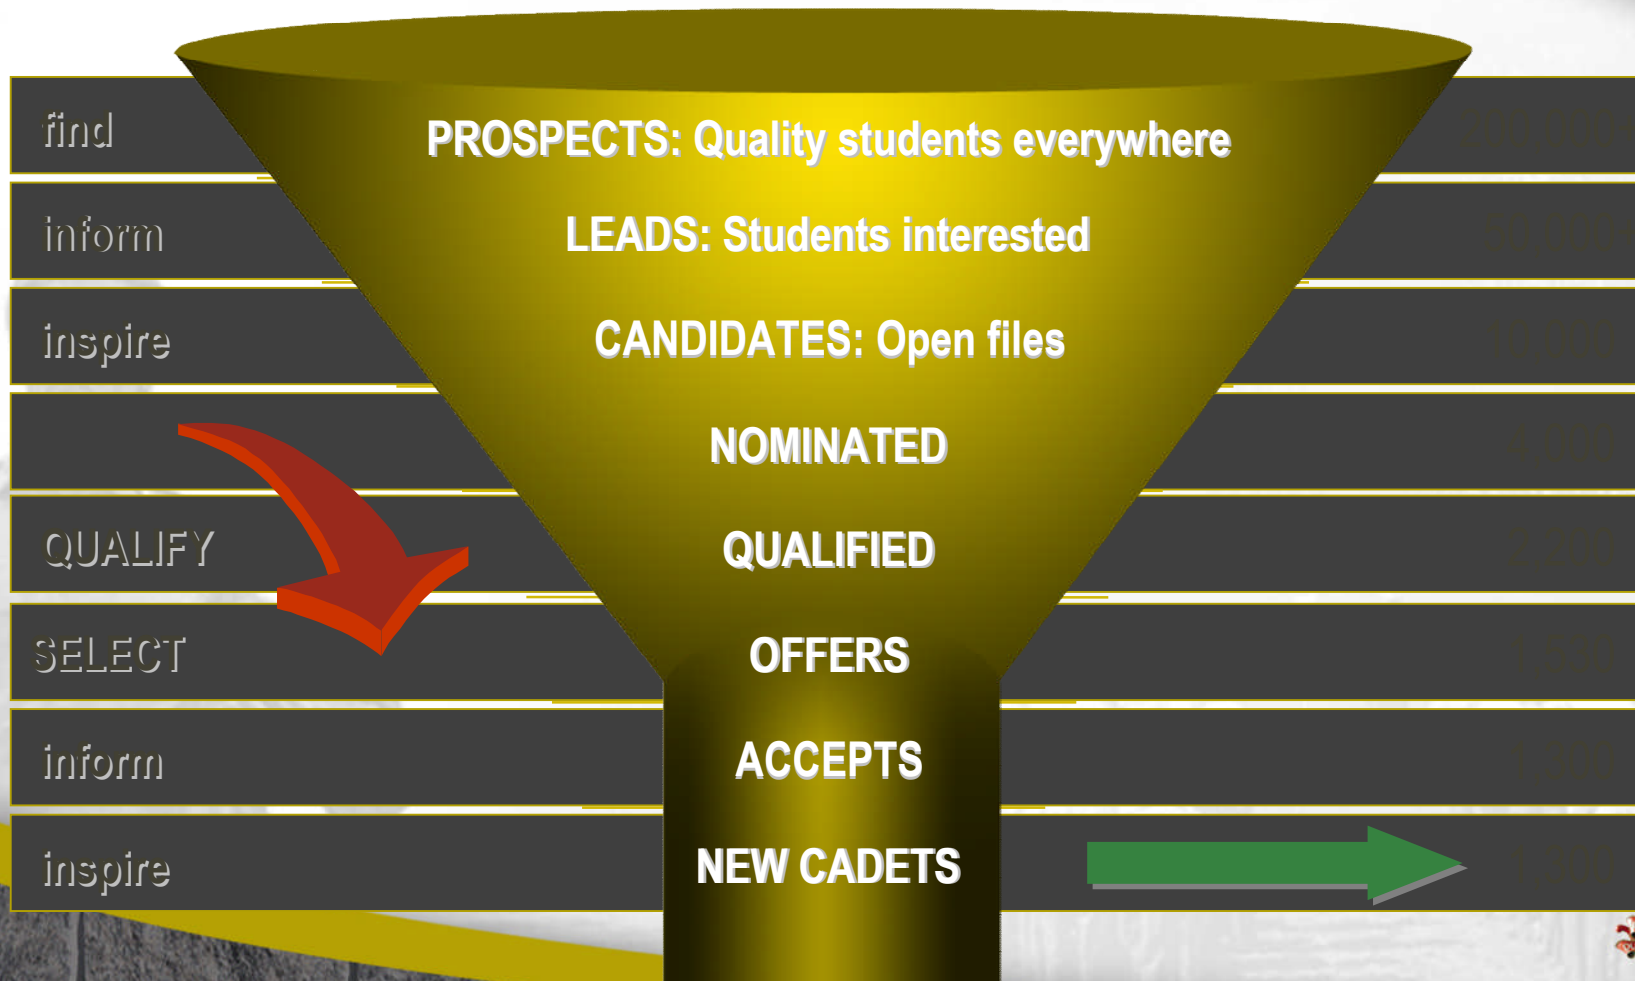 find
PROSPECTS: Quality students everywhere
inform
LEADS: Students interested
inspire
CANDIDATES: Open files
NOMINATED
QUALIFY
QUALIFIED
SELECT
OFFERS
inform
ACCEPTS
inspire
NEW CADETS